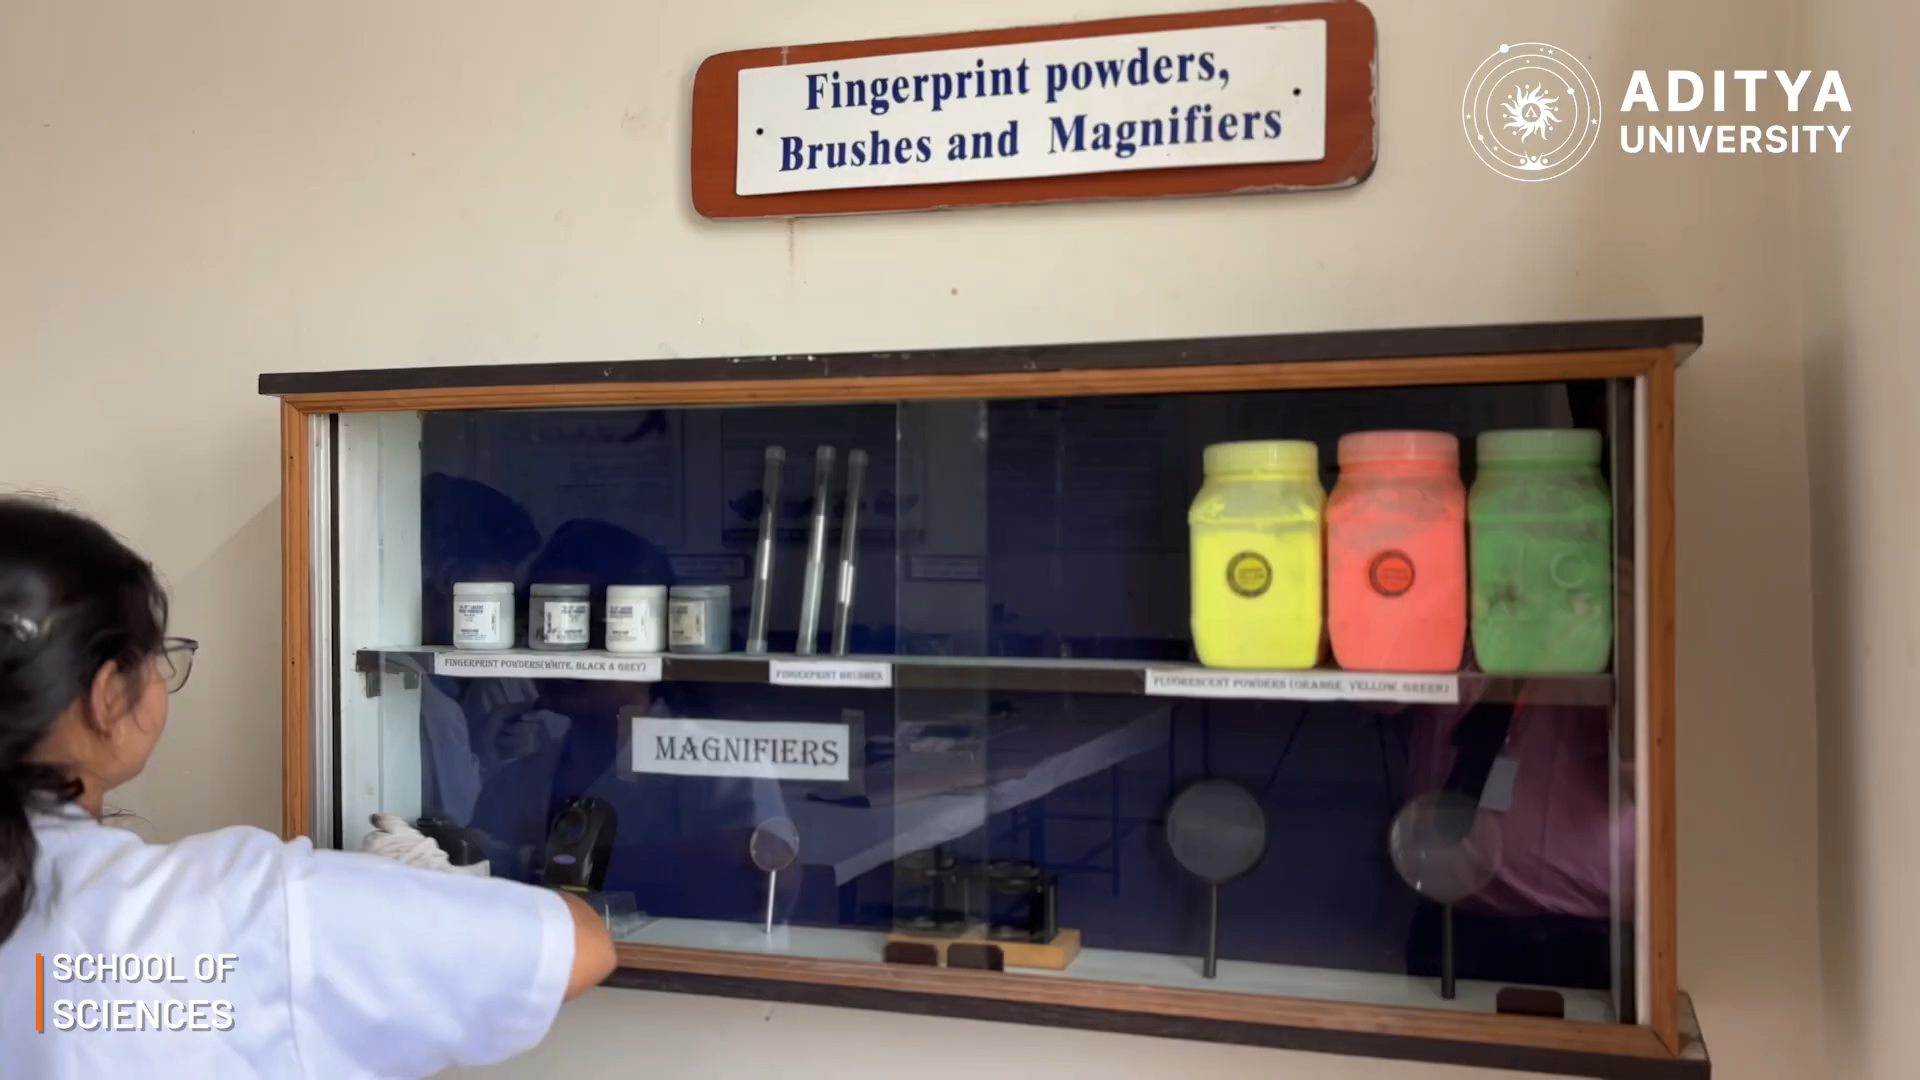 Fingerprint powders,
Brushes and Magnifiers
ADITYA
UNIVERSITY
FINGERPRINT POWDERS(WHITE, BLACK & GREY)
FINGERPRINT BRUSHES
FLUORESCENT POWDERS (ORANGE, YELLOW, GREEN)
MAGNIFIERS
SCHOOL OF
SCIENCES